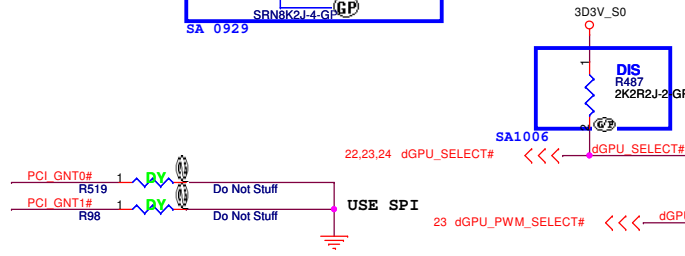 SRN8K2J-4-GP
GP
SA 0929
3D3V_S0
1
DIS
R487
2K2R2J-2-GP
2
G/P
SA1006
22,23,24 dGPU_SELECT#
dGPU_SELECT#
PCI_GNT0#
1
DY
R519
Do Not Stuff
PCI_GNT1#
1
DY
R98
Do Not Stuff
USE SPI
23 dGPU_PWM_SELECT#
dGPU